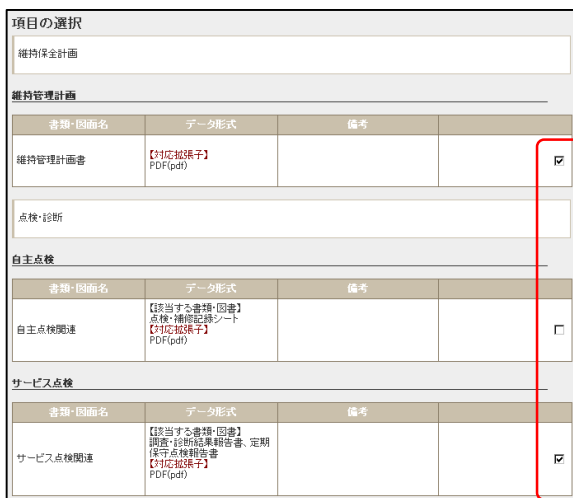 項目の選択
維持保全計画
維持管理計画
書類・図面名 データ形式 備考
維持管理計画書 【対応拡張子】
PDF(pdf)
点検・診断
自主点検
書類・図面名 データ形式 備考
【該当する書類・図書】
点検・補修記録シート
自主点検関連 【対応拡張子】
PDF(pdf)
サービス点検
書類・図面名 データ形式 備考
【該当する書類・図書】
調査・診断結果報告書、定期
保守点検報告書
サービス点検関連 【対応拡張子】
PDF(pdf)